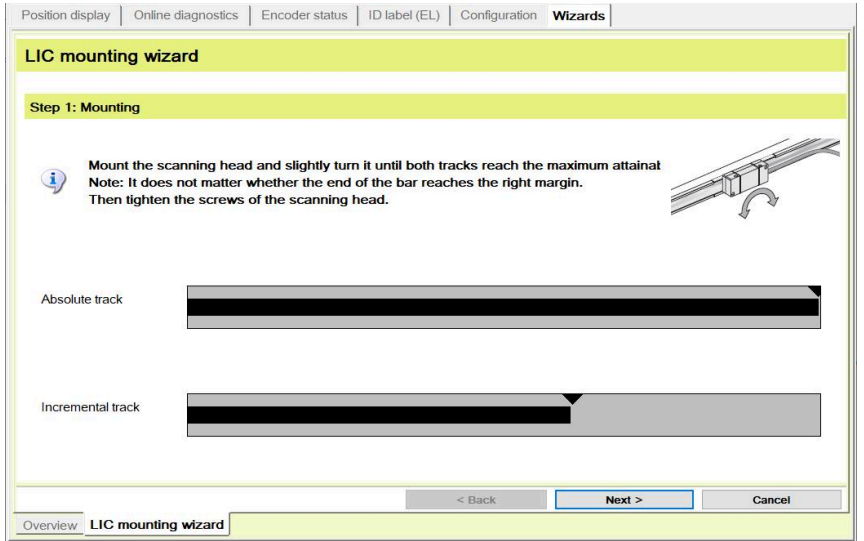 Position display Online diagnostics Encoder status ID label (EL) Configuration Wizards
LIC mounting wizard
Step 1: Mounting
Mount the scanning head and slightly turn it until both tracks reach the maximum attainab
Note: It does not matter whether the end of the bar reaches the right margin.
Then tighten the screws of the scanning head.
Absolute track
Incremental track
< Back Next > Cancel
Overview LIC mounting wizard